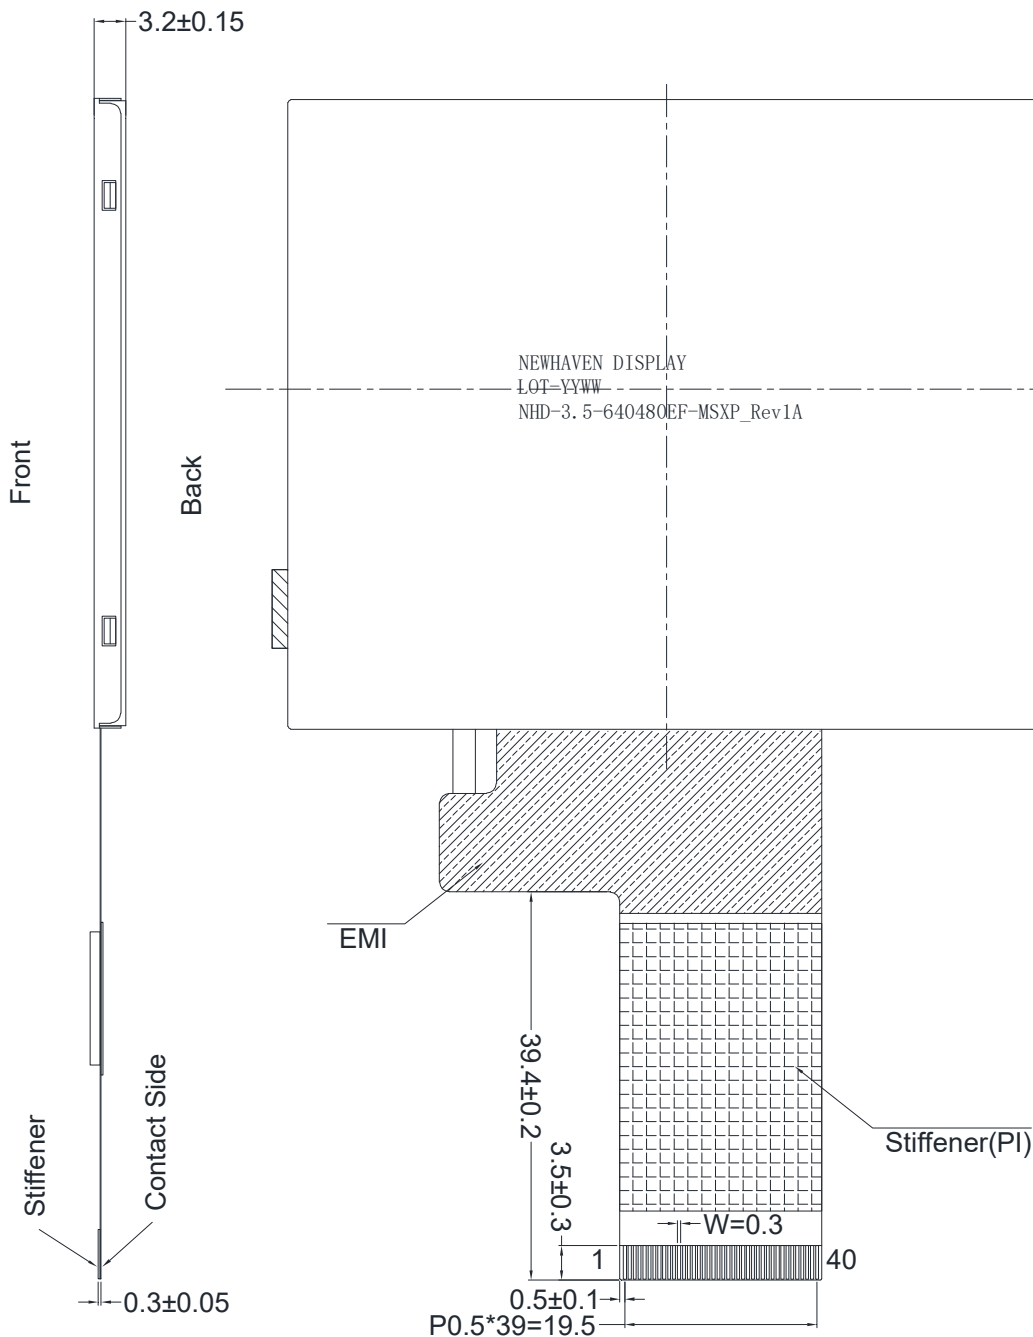 3.2±0.15
Front
Back
NEWHAVEN DISPLAY
LOT-YYWW
NHD-3.5-640480EF-MSXP_Rev1A
EMI
39.4±0.2
3.5±0.3
Stiffener
Contact Side
Stiffener(PI)
W=0.3
1
40
0.3±0.05
0.5±0.1
P0.5*39=19.5